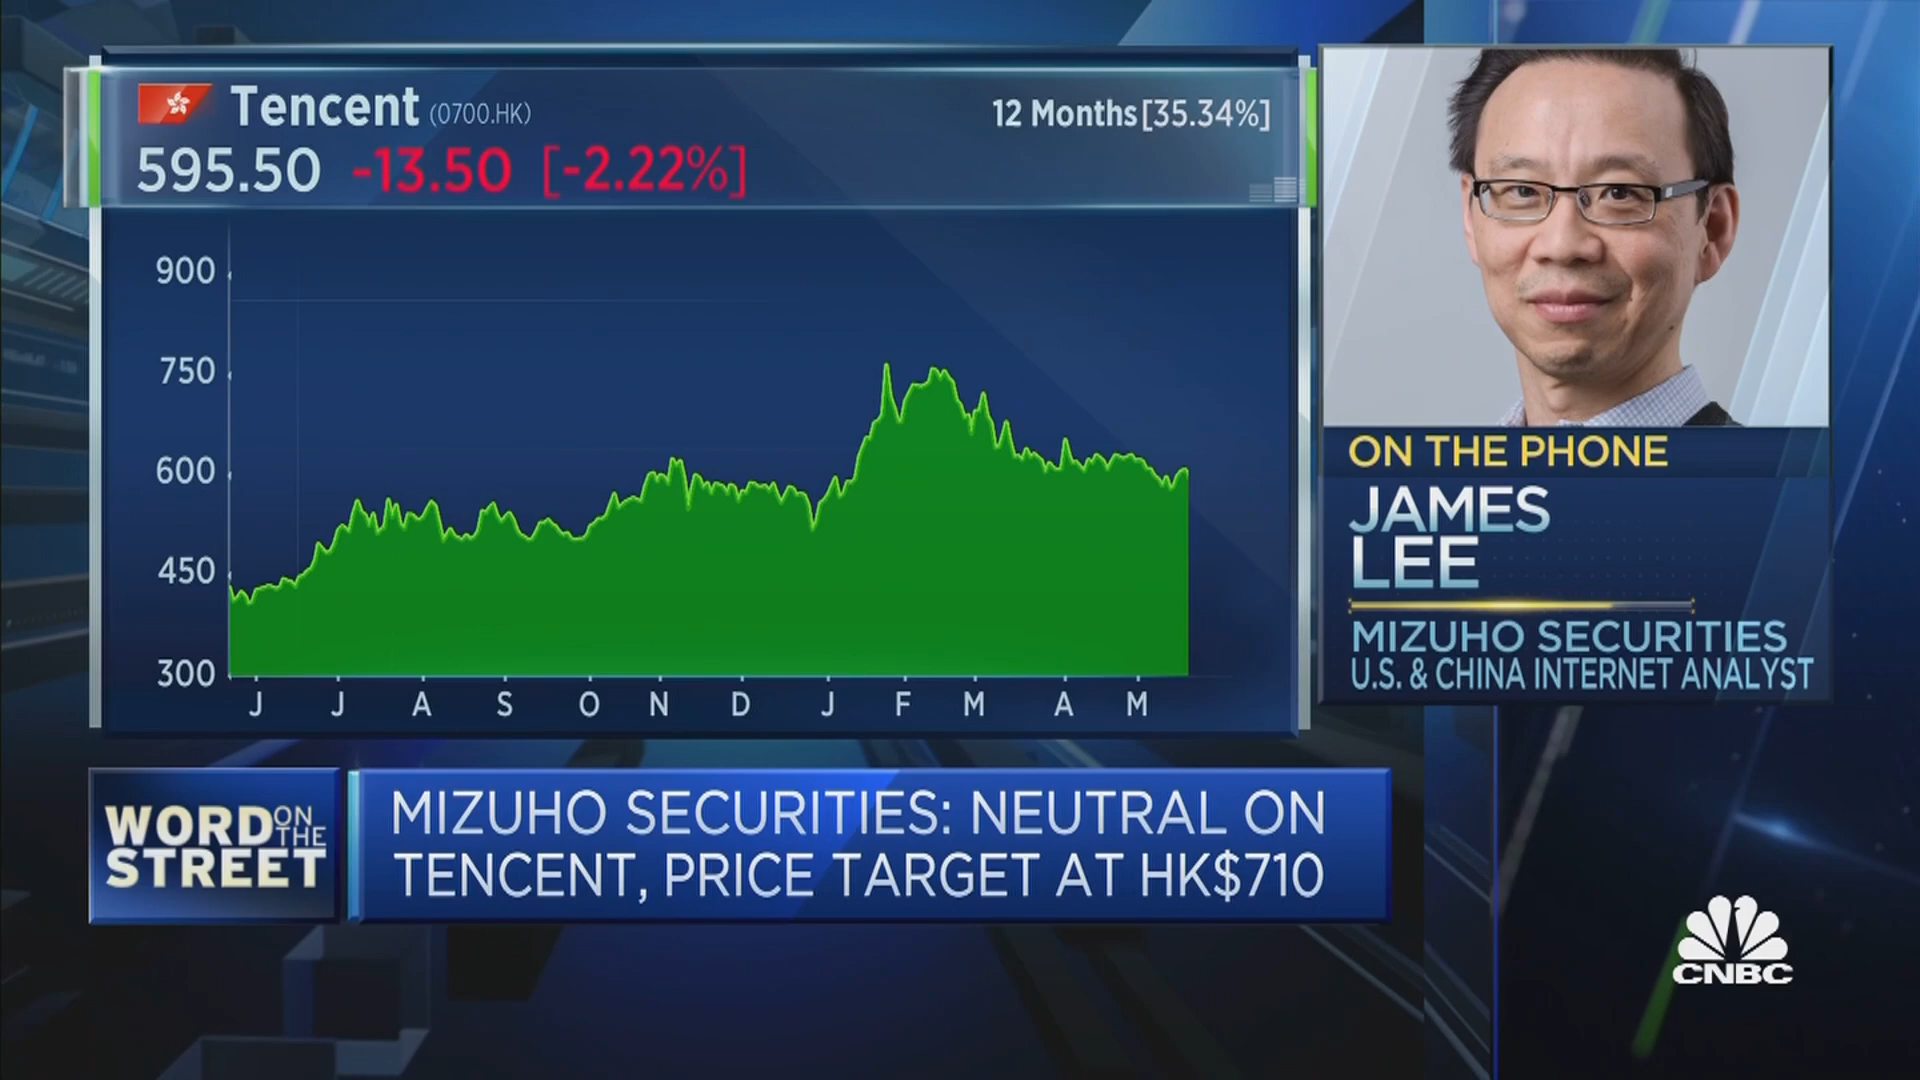 Tencent (0700.HK)
12 Months[35.34%]
595.50 -13.50 [-2.22%]
900
750
600
450
300
J J A S O N D J F M A M
ON THE PHONE
JAMES
LEE
MIZUHO SECURITIES
U.S. & CHINA INTERNET ANALYST
WORD ON THE
STREET
MIZUHO SECURITIES: NEUTRAL ON
TENCENT, PRICE TARGET AT HK$710
CNBC